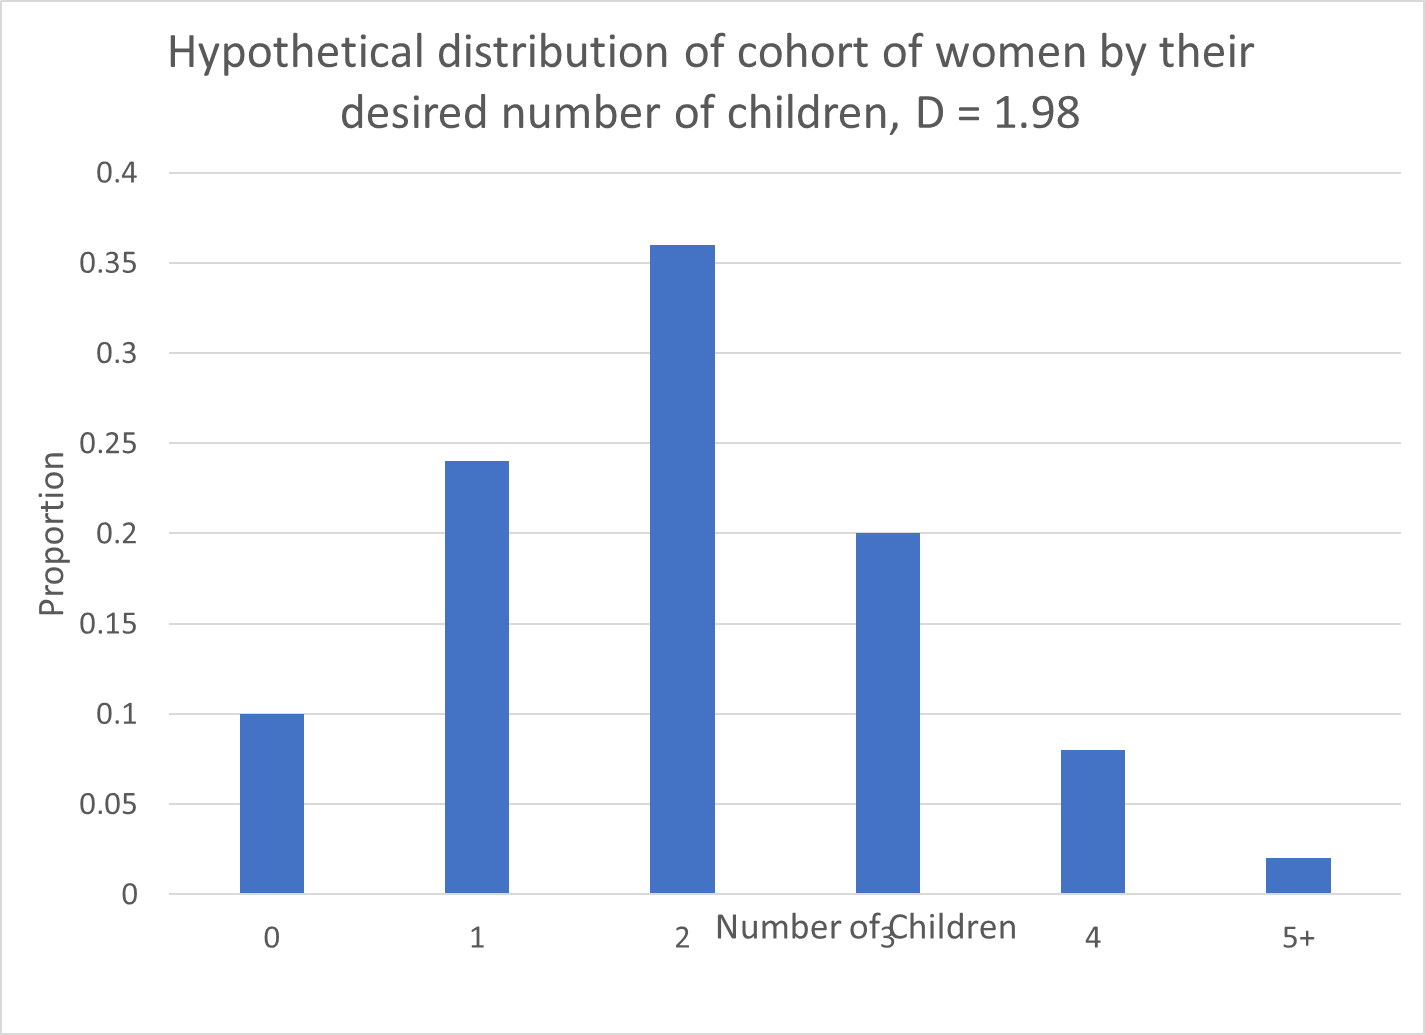 Hypothetical distribution of cohort of women by their
desired number of children, D = 1.98
0.4
0.35
0.3
0.25
0.2
0.15
0.1
0.05
0
Proportion
0 1 2 3 4 5+
Number of Children